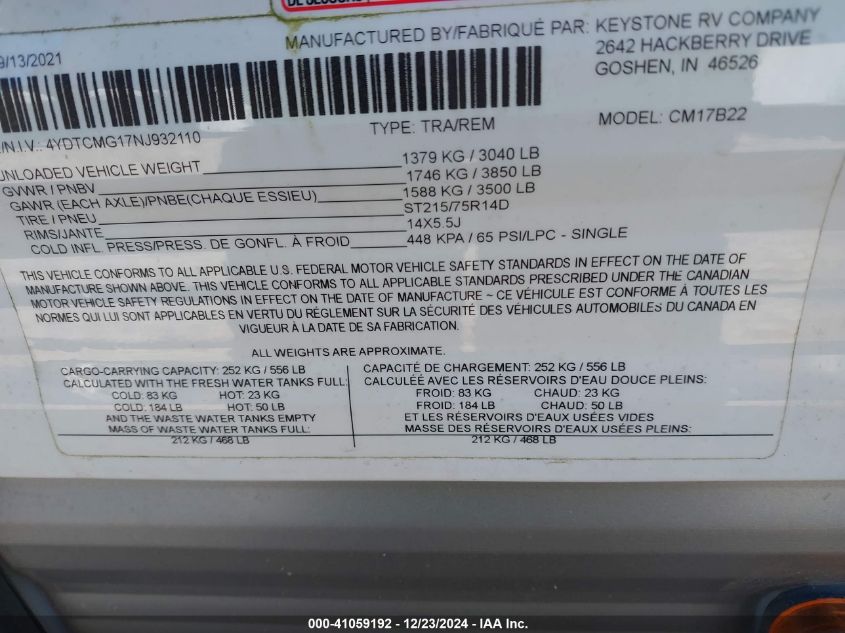 MANUFACTURED BY/FABRIQUÉ PAR: KEYSTONE RV COMPANY
2642 HACKBERRY DRIVE
GOSHEN, IN 46526
9/13/2021
TYPE: TRA/REM
MODEL: CM17B22
/N.I.V.: 4YDTCMG17NJ932110
UNLOADED VEHICLE WEIGHT 1379 KG / 3040 LB
GVWR / PNBV 1746 KG / 3850 LB
GAWR (EACH AXLE)/PNBE(CHAQUE ESSIEU) 1588 KG / 3500 LB
TIRE / PNEU ST215/75R14D
RIMS/JANTE 14X5.5J
COLD INFL. PRESS/PRESS. DE GONFL. À FROID 448 KPA / 65 PSI/LPC - SINGLE
THIS VEHICLE CONFORMS TO ALL APPLICABLE U.S. FEDERAL MOTOR VEHICLE SAFETY STANDARDS IN EFFECT ON THE DATE OF
MANUFACTURE SHOWN ABOVE. THIS VEHICLE CONFORMS TO ALL APPLICABLE STANDARDS PRESCRIBED UNDER THE CANADIAN
MOTOR VEHICLE SAFETY REGULATIONS IN EFFECT ON THE DATE OF MANUFACTURE ~ CE VÉHICULE EST CONFORME À TOUTES LES
NORMES QUI LUI SONT APPLICABLES EN VERTU DU RÉGLEMENT SUR LA SÉCURITÉ DES VÉHICULES AUTOMOBILES DU CANADA EN
VIGUEUR À LA DATE DE SA FABRICATION.
ALL WEIGHTS ARE APPROXIMATE.
CARGO-CARRYING CAPACITY: 252 KG / 556 LB
CALCULATED WITH THE FRESH WATER TANKS FULL:
COLD: 83 KG HOT: 23 KG
COLD: 184 LB HOT: 50 LB
AND THE WASTE WATER TANKS EMPTY
MASS OF WASTE WATER TANKS FULL:
212 KG / 468 LB
CAPACITÉ DE CHARGEMENT: 252 KG / 556 LB
CALCULÉE AVEC LES RÉSERVOIRS D'EAU DOUCE PLEINS:
FROID: 83 KG CHAUD: 23 KG
FROID: 184 LB CHAUD: 50 LB
ET LES RÉSERVOIRS D'EAUX USÉES VIDES
MASSE DES RÉSERVOIRS D'EAUX USÉES PLEINS:
212 KG / 468 LB
000-41059192 - 12/23/2024 - IAA Inc.